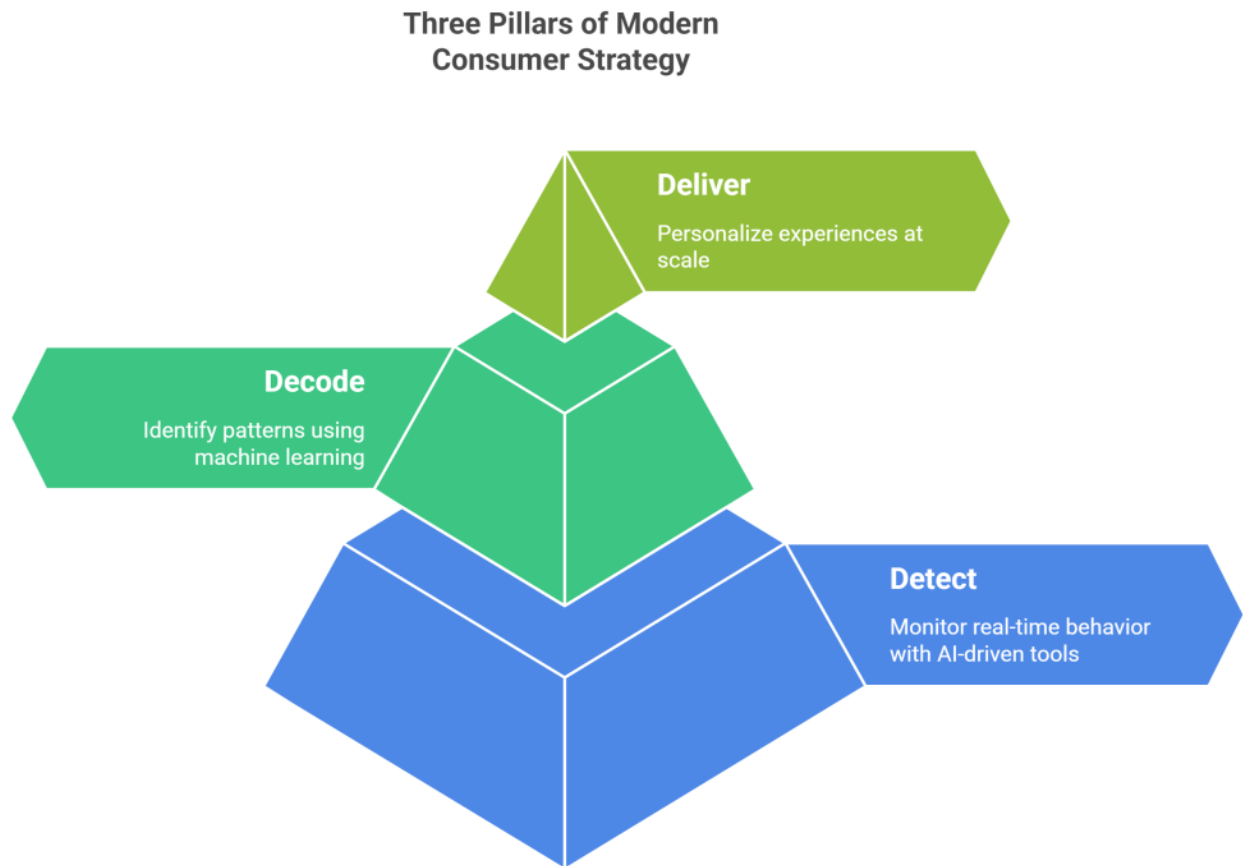 Three Pillars of Modern
Consumer Strategy
Deliver
Personalize experiences at
scale
Decode
Identify patterns using
machine learning
Detect
Monitor real-time behavior
with AI-driven tools